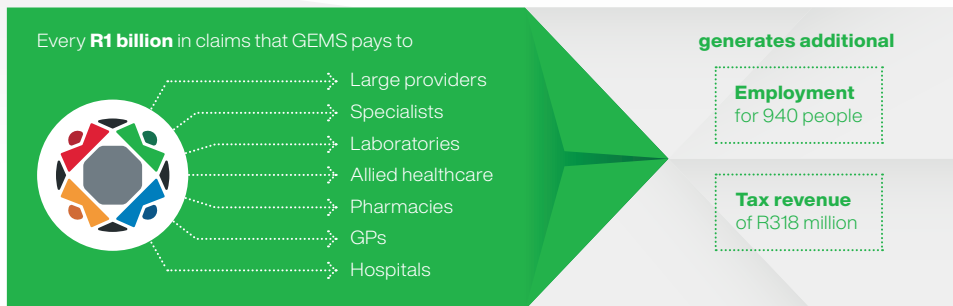 Every R1 billion in claims that GEMS pays to
Large providers
Specialists
Laboratories
Allied healthcare
Pharmacies
GPs
Hospitals
generates additional
Employment
for 940 people
Tax revenue
of R318 million